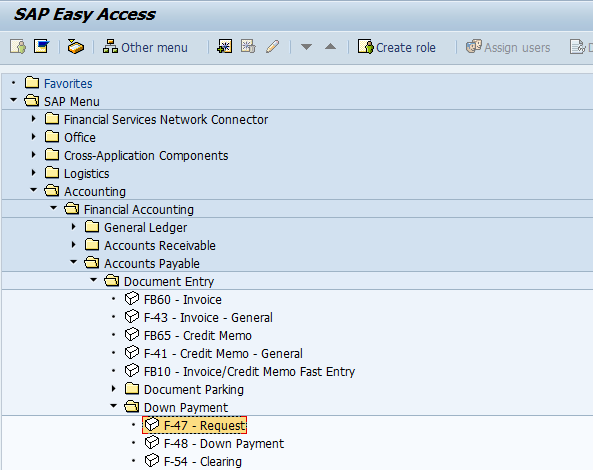 SAP Easy Access
Other menu Create role Assign users
Favorites
SAP Menu
Financial Services Network Connector
Office
Cross-Application Components
Logistics
Accounting
Financial Accounting
General Ledger
Accounts Receivable
Accounts Payable
Document Entry
FB60 - Invoice
F-43 - Invoice - General
FB65 - Credit Memo
F-41 - Credit Memo - General
FB10 - Invoice/Credit Memo Fast Entry
Document Parking
Down Payment
F-47 - Request
F-48 - Down Payment
F-54 - Clearing